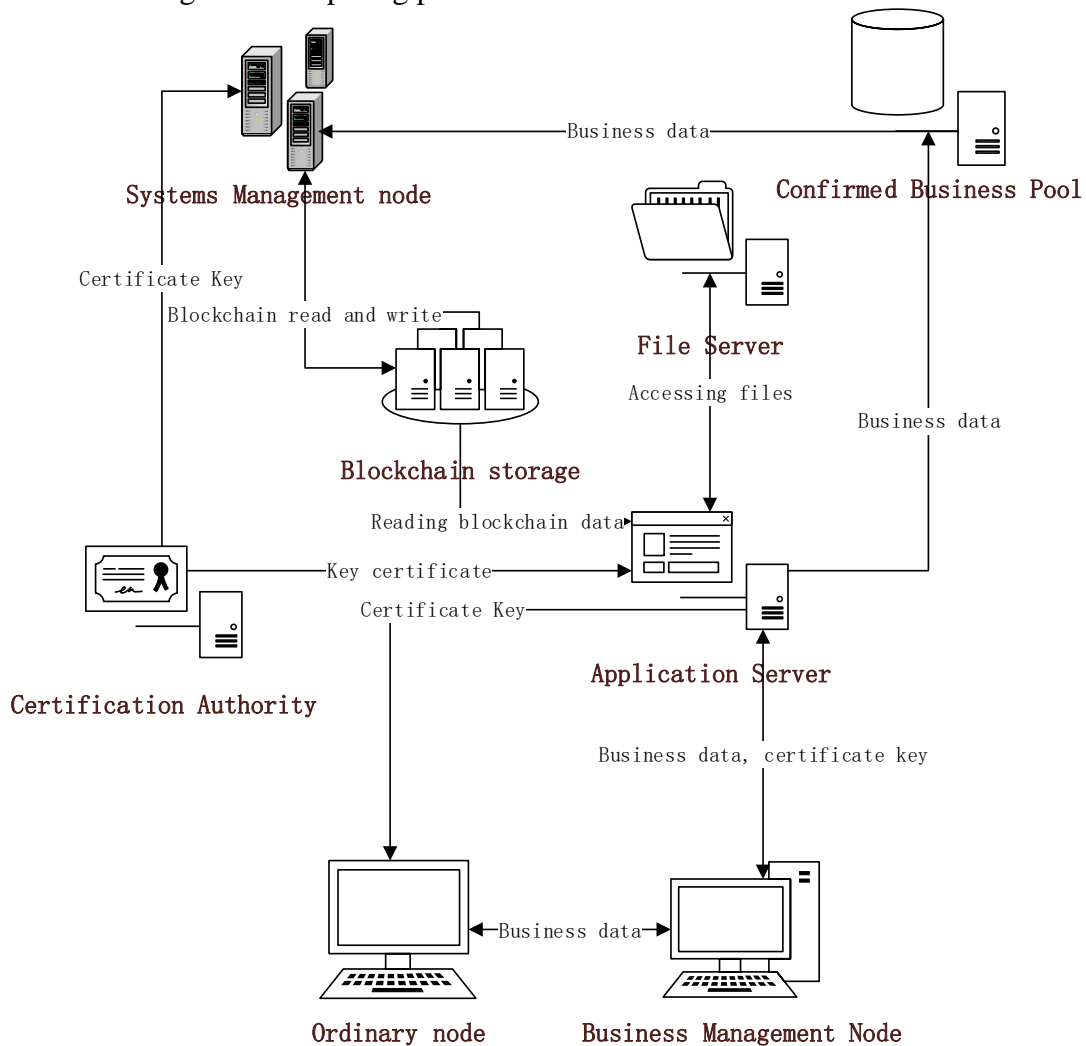 Business data
Systems Management node
Confirmed Business Pool
Certificate Key
Blockchain read and write
File Server
Accessing files
Business data
Blockchain storage
Reading blockchain data
Key certificate
Certificate Key
Application Server
Certification Authority
Business data, certificate key
Business data
Ordinary node
Business Management Node